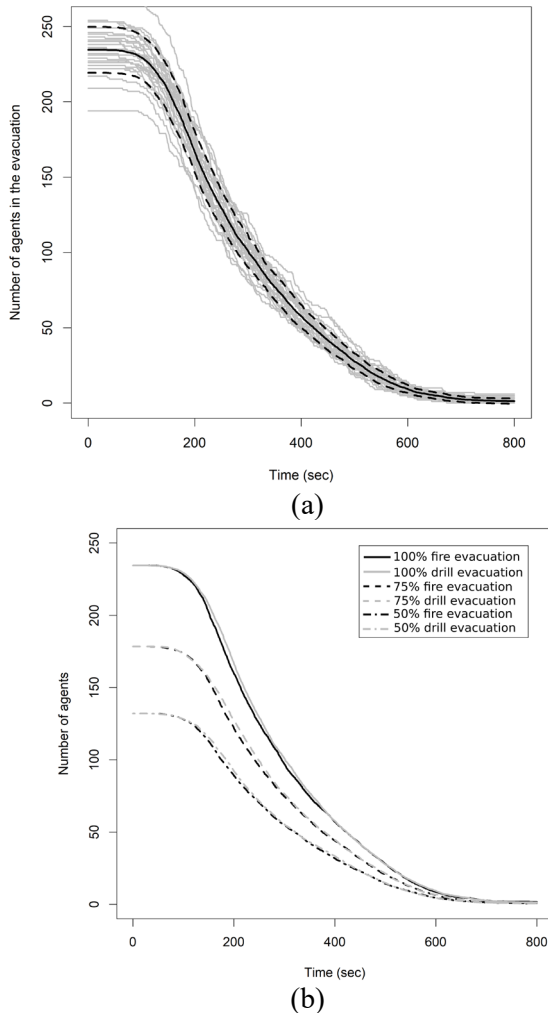 250
200
150
100
50
0
Number of agents in the evacuation
0 200 400 600 800
Time (sec)
(a)
250
200
150
100
50
0
Number of agents
100% fire evacuation
100% drill evacuation
75% fire evacuation
75% drill evacuation
50% fire evacuation
50% drill evacuation
0 200 400 600 800
Time (sec)
(b)